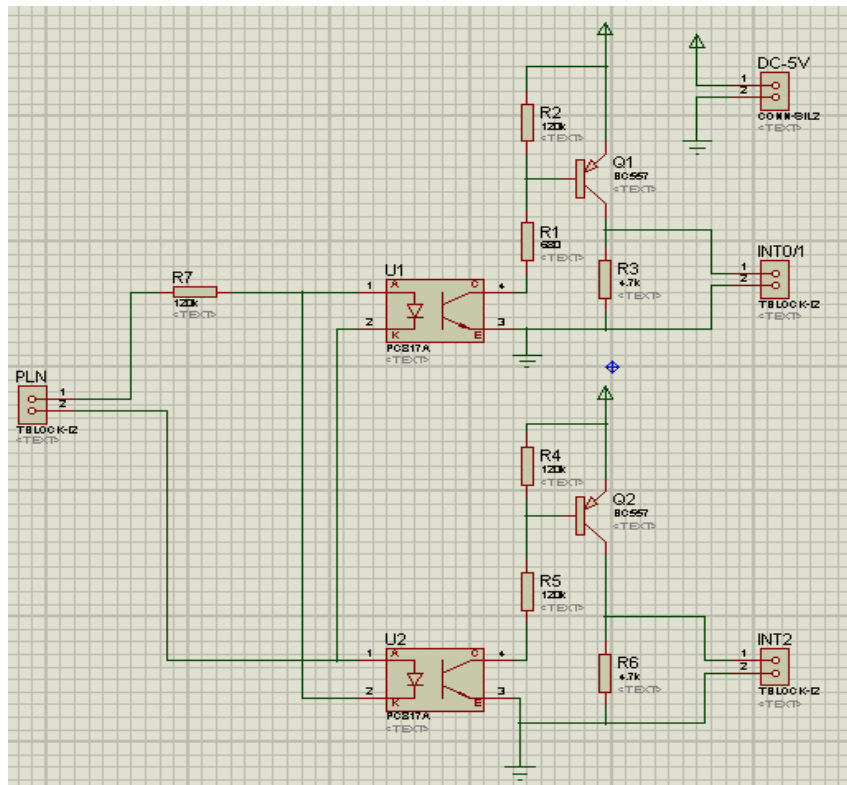 DC-5V
1
2
CONN-SIL2
<TEXT>
R2
120k
<TEXT>
Q1
BC557
<TEXT>
R1
680
<TEXT>
INT0/1
1
2
TBLOCK-I2
<TEXT>
R3
4.7k
<TEXT>
U1
1
A
C
4
2
K
E
3
PC817A
<TEXT>
R7
120k
<TEXT>
PLN
1
2
TBLOCK-I2
<TEXT>
R4
120k
<TEXT>
Q2
BC557
<TEXT>
R5
120k
<TEXT>
U2
1
A
C
4
2
K
E
3
PC817A
<TEXT>
R6
4.7k
<TEXT>
INT2
1
2
TBLOCK-I2
<TEXT>